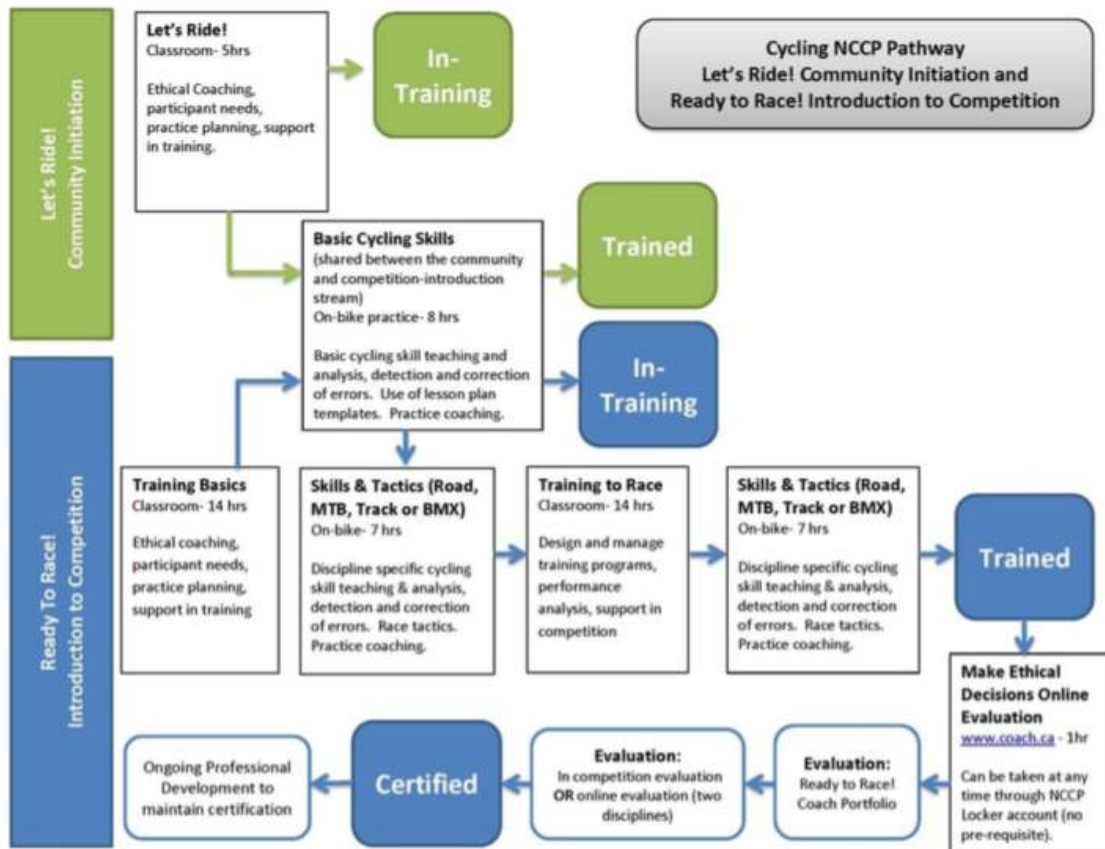 Let's Ride!
Community Initiation
Let's Ride!
Classroom- 5hrs
Ethical Coaching,
participant needs,
practice planning, support
in training.
In-
Training
Cycling NCCP Pathway
Let's Ride! Community Initiation and
Ready to Race! Introduction to Competition
Basic Cycling Skills
(shared between the community
and competition-introduction
stream)
On-bike practice- 8 hrs
Basic cycling skill teaching and
analysis, detection and correction
of errors. Use of lesson plan
templates. Practice coaching.
Trained
In-
Training
Ready To Race!
Introduction to Competition
Training Basics
Classroom- 14 hrs
Ethical coaching,
participant needs,
practice planning,
support in training
Skills & Tactics (Road,
MTB, Track or BMX)
On-bike- 7 hrs
Discipline specific cycling
skill teaching & analysis,
detection and correction
of errors. Race tactics.
Practice coaching.
Training to Race
Classroom- 14 hrs
Design and manage
training programs,
performance
analysis, support in
competition
Skills & Tactics (Road,
MTB, Track or BMX)
On-bike- 7 hrs
Discipline specific cycling
skill teaching & analysis,
detection and correction
of errors. Race tactics.
Practice coaching.
Trained
Make Ethical
Decisions Online
Evaluation
www.coach.ca - 1hr
Can be taken at any
time through NCCP
Locker account (no
pre-requisite).
Evaluation:
Ready to Race!
Coach Portfolio
Evaluation:
In competition evaluation
OR online evaluation (two
disciplines)
Certified
Ongoing Professional
Development to
maintain certification